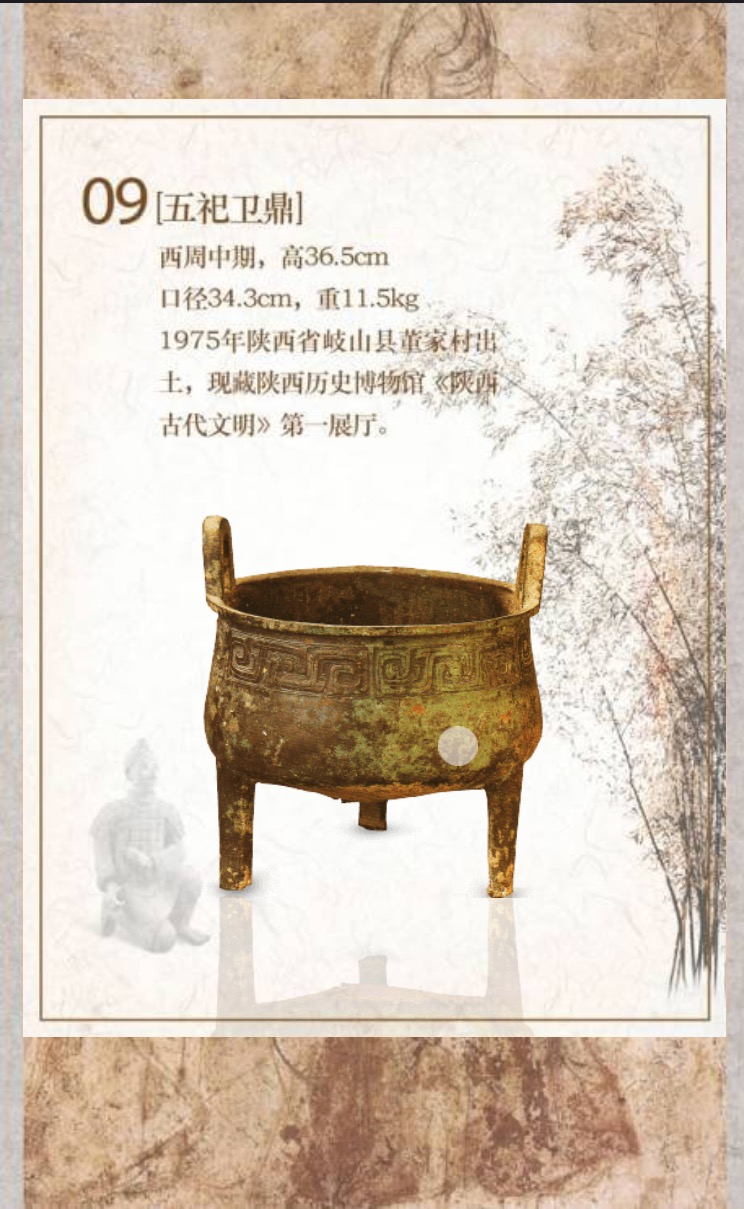 09[五祀卫鼎]
西周中期，高36.5cm
口径34.3cm，重11.5kg
1975年陕西省岐山县董家村出
土，现藏陕西历史博物馆《陕西
古代文明》第一展厅。